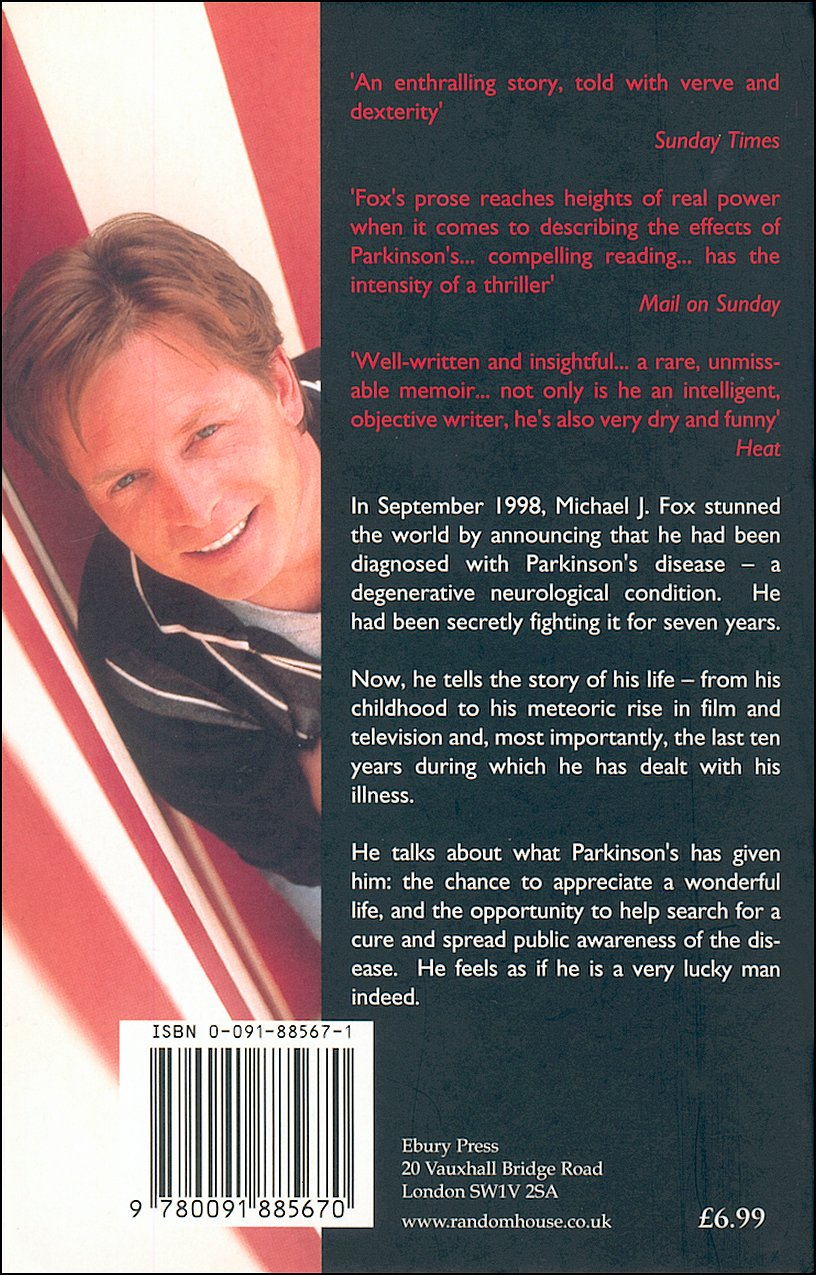 'An enthralling story, told with verve and
dexterity'
Sunday Times
'Fox's prose reaches heights of real power
when it comes to describing the effects of
Parkinson's... compelling reading... has the
intensity of a thriller'
Mail on Sunday
'Well-written and insightful... a rare, unmiss-
able memoir... not only is he an intelligent,
objective writer, he's also very dry and funny'
Heat
In September 1998, Michael J. Fox stunned
the world by announcing that he had been
diagnosed with Parkinson's disease – a
degenerative neurological condition. He
had been secretly fighting it for seven years.
Now, he tells the story of his life – from his
childhood to his meteoric rise in film and
television and, most importantly, the last ten
years during which he has dealt with his
illness.
He talks about what Parkinson's has given
him: the chance to appreciate a wonderful
life, and the opportunity to help search for a
cure and spread public awareness of the dis-
ease. He feels as if he is a very lucky man
indeed.
ISBN 0-091-88567-1
9 780091 885670
Ebury Press
20 Vauxhall Bridge Road
London SW1V 2SA
www.randomhouse.co.uk
£6.99